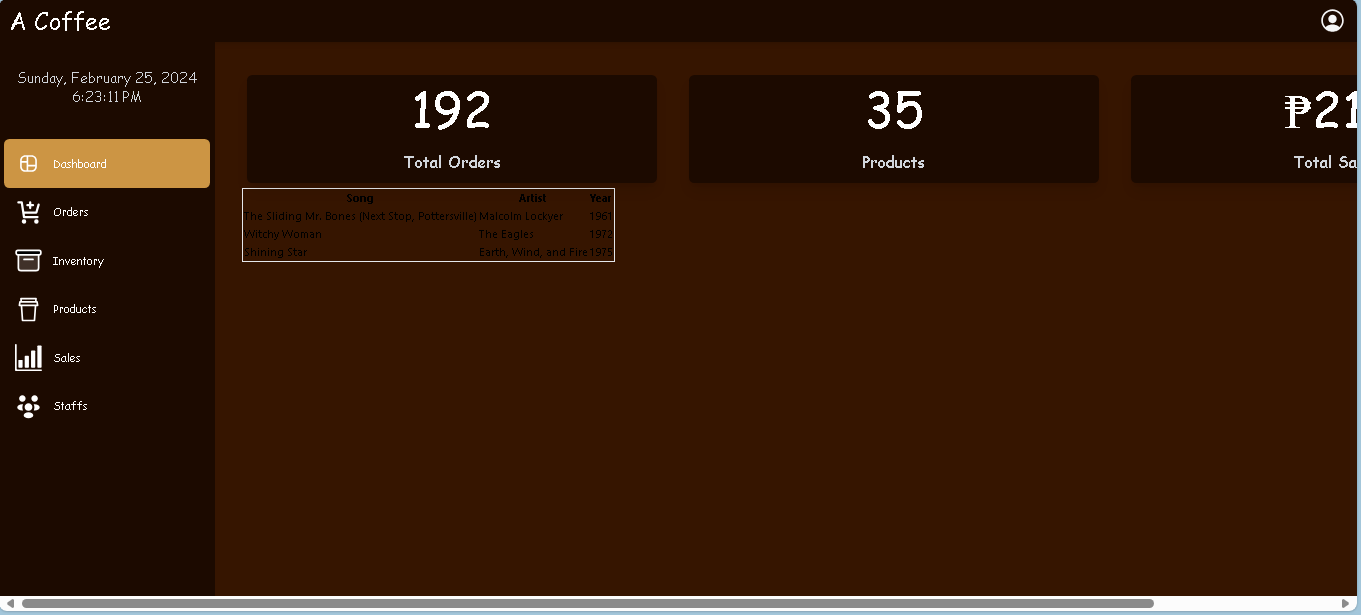 A Coffee
Sunday, February 25, 2024
6:23:11 PM
Dashboard
Orders
Inventory
Products
Sales
Staffs
192
Total Orders
35
Products
₱21
Total Sa
Song Artist Year
The Sliding Mr. Bones (Next Stop, Pottersville) Malcolm Lockyer 1961
Witchy Woman The Eagles 1972
Shining Star Earth, Wind, and Fire 1975